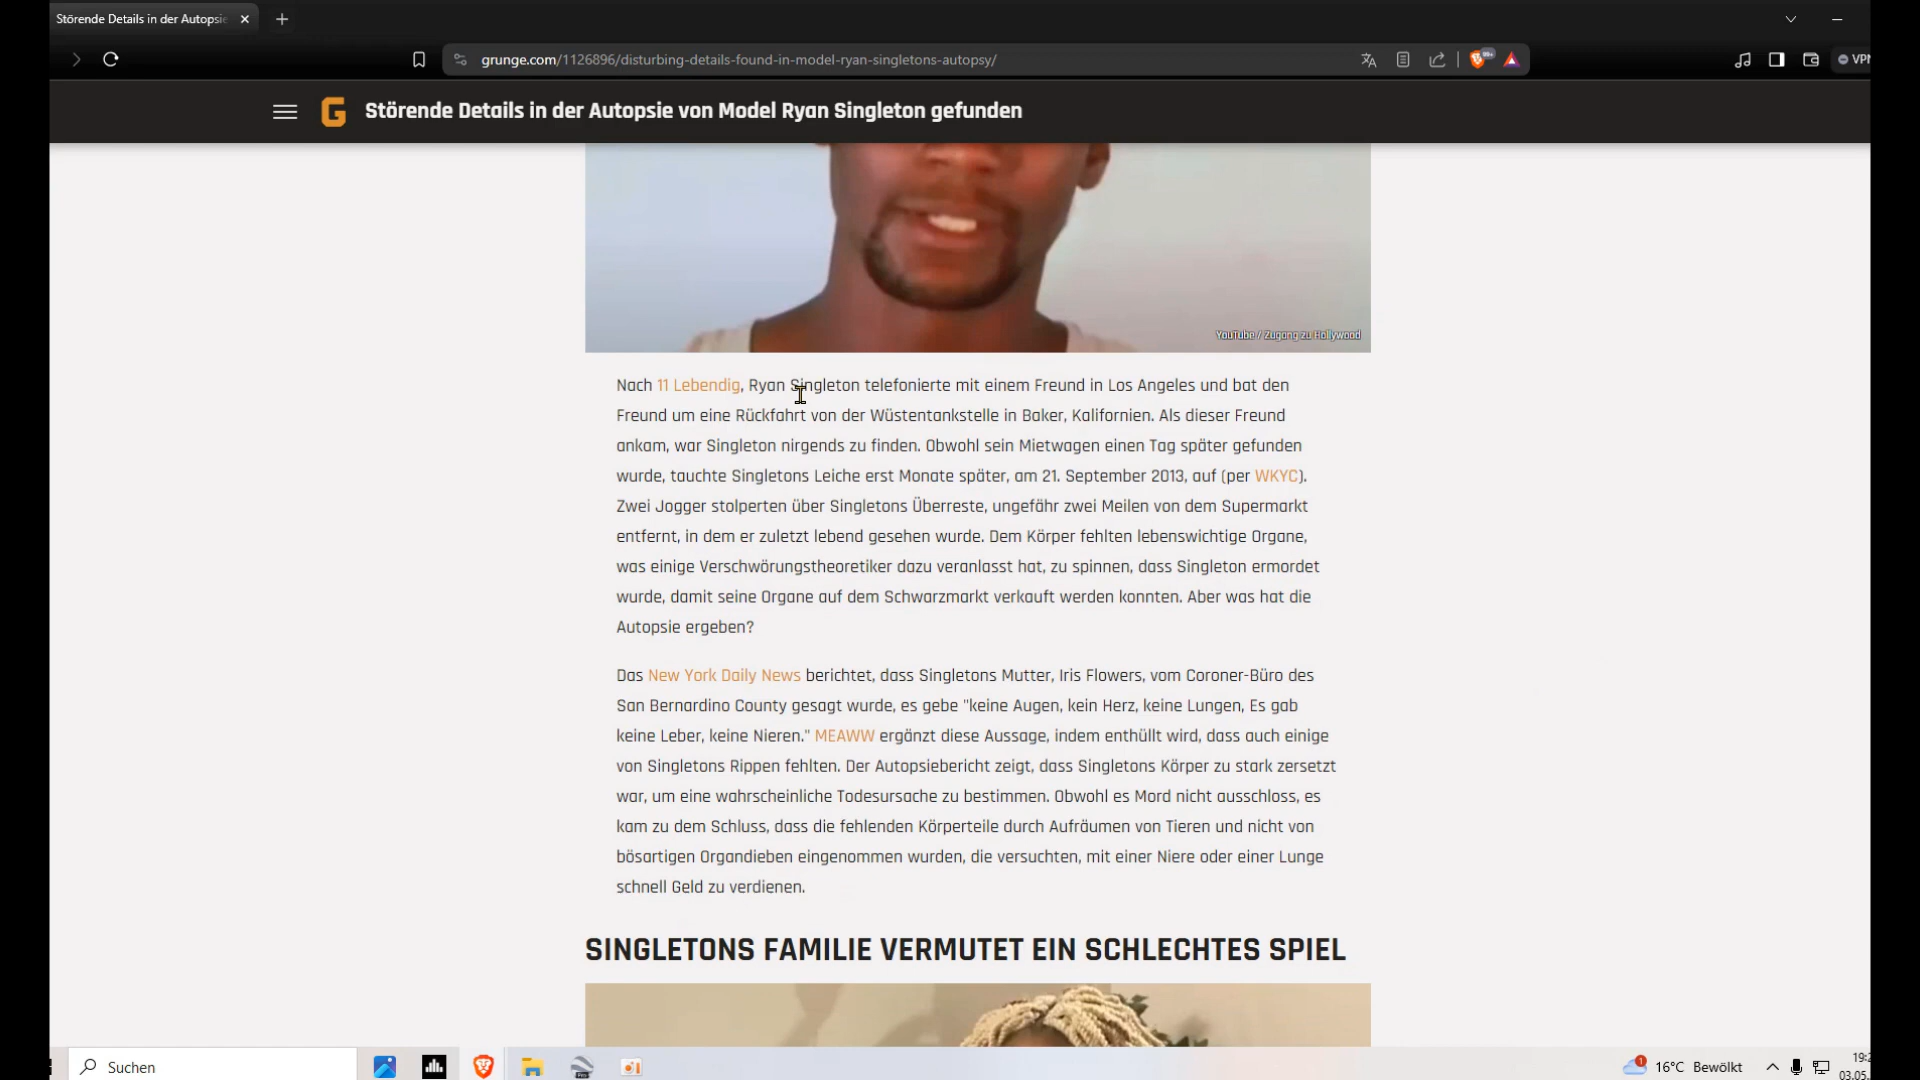 Störende Details in der Autopsie
grunge.com/1126896/disturbing-details-found-in-model-ryan-singletons-autopsy/
99+
VPN
G Störende Details in der Autopsie von Model Ryan Singleton gefunden
YouTube / Zugang zu Hollywood
Nach 11 Lebendig, Ryan Singleton telefonierte mit einem Freund in Los Angeles und bat den
Freund um eine Rückfahrt von der Wüstentankstelle in Baker, Kalifornien. Als dieser Freund
ankam, war Singleton nirgends zu finden. Obwohl sein Mietwagen einen Tag später gefunden
wurde, tauchte Singletons Leiche erst Monate später, am 21. September 2013, auf (per WKYC).
Zwei Jogger stolperten über Singletons Überreste, ungefähr zwei Meilen von dem Supermarkt
entfernt, in dem er zuletzt lebend gesehen wurde. Dem Körper fehlten lebenswichtige Organe,
was einige Verschwörungstheoretiker dazu veranlasst hat, zu spinnen, dass Singleton ermordet
wurde, damit seine Organe auf dem Schwarzmarkt verkauft werden konnten. Aber was hat die
Autopsie ergeben?
Das New York Daily News berichtet, dass Singletons Mutter, Iris Flowers, vom Coroner-Büro des
San Bernardino County gesagt wurde, es gebe "keine Augen, kein Herz, keine Lungen, Es gab
keine Leber, keine Nieren." MEAWW ergänzt diese Aussage, indem enthüllt wird, dass auch einige
von Singletons Rippen fehlten. Der Autopsiebericht zeigt, dass Singletons Körper zu stark zersetzt
war, um eine wahrscheinliche Todesursache zu bestimmen. Obwohl es Mord nicht ausschloss, es
kam zu dem Schluss, dass die fehlenden Körperteile durch Aufräumen von Tieren und nicht von
bösartigen Organdieben eingenommen wurden, die versuchten, mit einer Niere oder einer Lunge
schnell Geld zu verdienen.
SINGLETONS FAMILIE VERMUTET EIN SCHLECHTES SPIEL
Suchen
1
16°C Bewölkt
19:2
03.05.